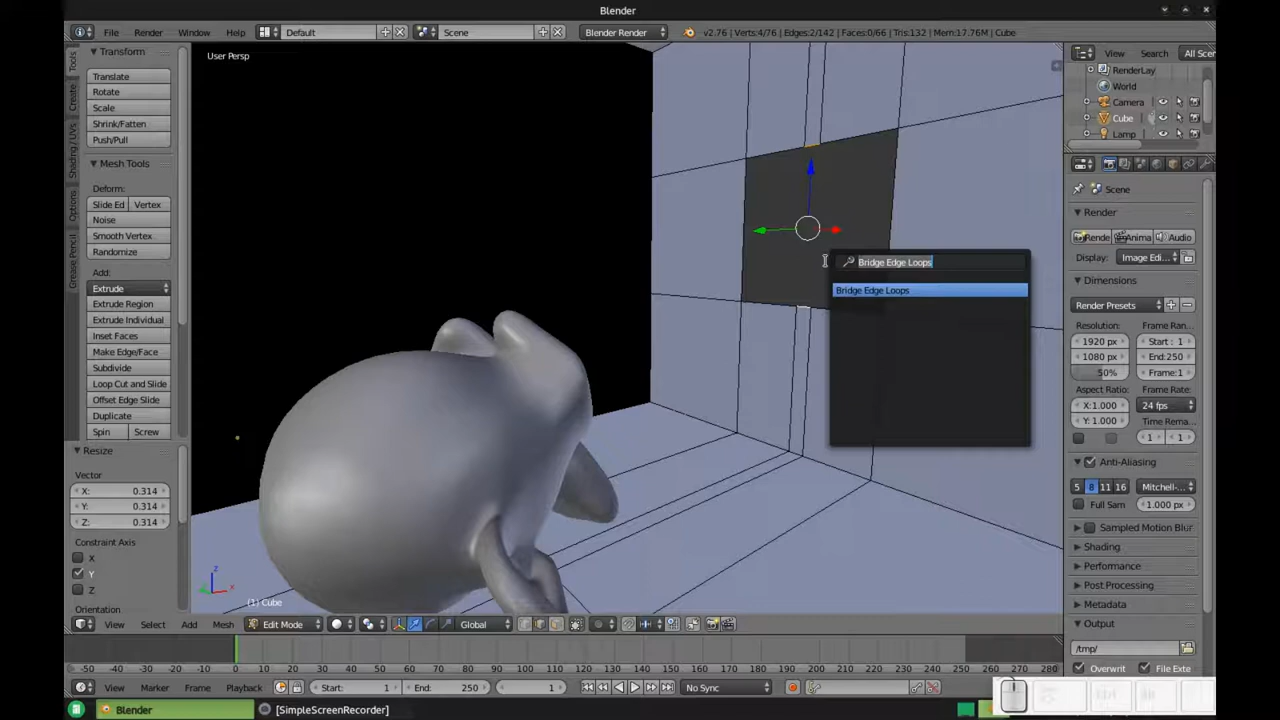 Blender
File Render Window Help Default Scene Blender Render v2.76 | Verts:4/76 | Edges:2/142 | Faces:0/66 | Tris:132 | Mem:17.76M | Cube
Tools
Create
Shading / UVs
Options
Grease Pencil
Transform
Translate
Rotate
Scale
Shrink/Fatten
Push/Pull
Mesh Tools
Deform:
Slide Ed Vertex
Noise
Smooth Vertex
Randomize
Add:
Extrude
Extrude Region
Extrude Individual
Inset Faces
Make Edge/Face
Subdivide
Loop Cut and Slide
Offset Edge Slide
Duplicate
Spin Screw
Resize
Vector
X: 0.314
Y: 0.314
Z: 0.314
Constraint Axis
X
Y
Z
Orientation
User Persp
Bridge Edge Loops
Bridge Edge Loops
z
x
(1) Cube
View Select Add Mesh Edit Mode Global
View Search All Scen
RenderLay
World
Camera
Cube
Lamp
Scene
Render
Rende Anima Audio
Display: Image Edi...
Dimensions
Render Presets
Resolution: Frame Ran...
1920 px Start : 1
1080 px End:250
50% Frame:1
Aspect Ratio: Frame Rate:
X:1.000 24 fps
Y: 1.000 Time Rema...
1 1
Anti-Aliasing
5 8 11 16 Mitchell-...
Full Sam 1.000 px
Sampled Motion Blur
Shading
Performance
Post Processing
Metadata
Output
/tmp/
Overwrit File Exte
-50 -40 -30 -20 -10 0 10 20 30 40 50 60 70 80 90 100 110 120 130 140 150 160 170 180 190 200 210 220 230 240 250 260 270 280
View Marker Frame Playback Start: 1 End: 250 1 No Sync
Blender [SimpleScreenRecorder]